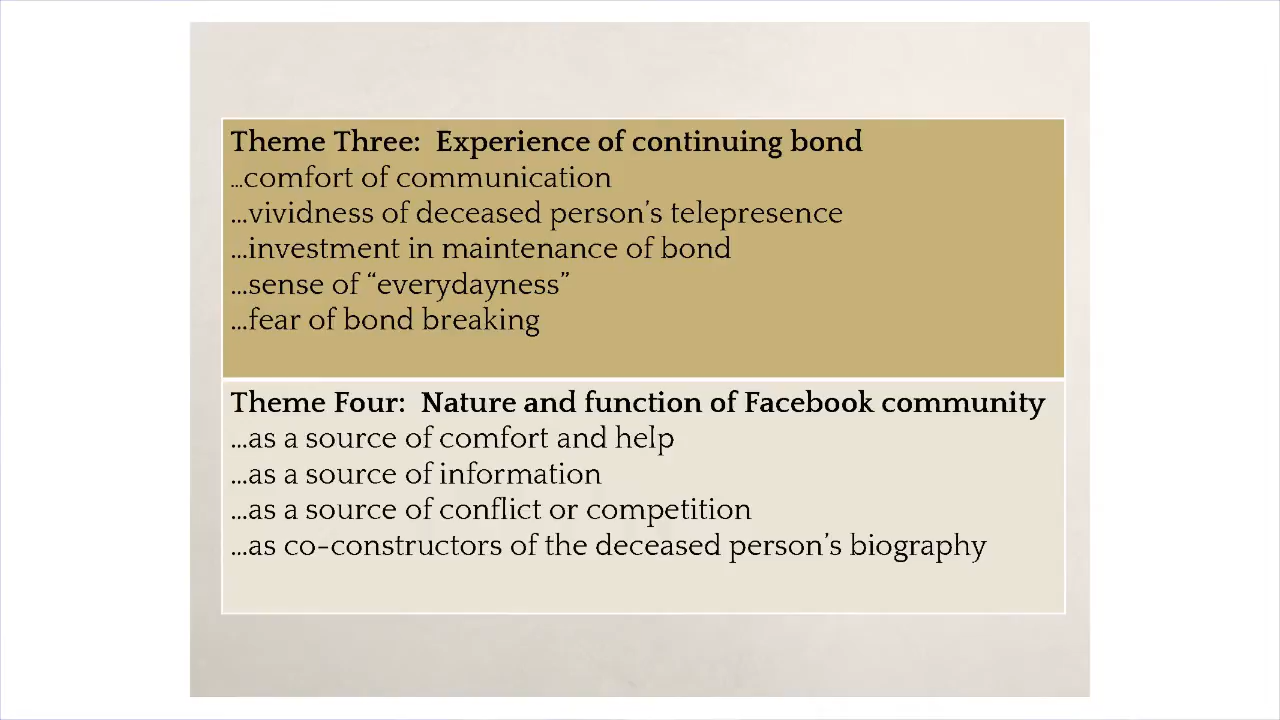 Theme Three:  Experience of continuing bond
...comfort of communication
...vividness of deceased person’s telepresence
...investment in maintenance of bond
...sense of “everydayness”
...fear of bond breaking
Theme Four:  Nature and function of Facebook community
...as a source of comfort and help
...as a source of information
...as a source of conflict or competition
...as co-constructors of the deceased person’s biography